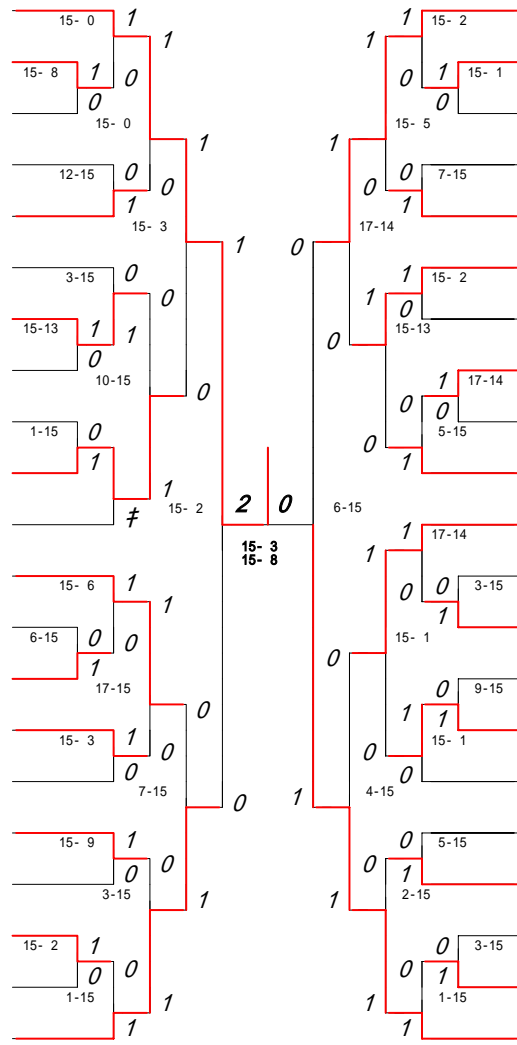 15- 0 1 1 1 15- 2
15- 8 1 0 5 1 15- 1
0 0
15- 0 15- 5
1 1
12-15 0 0 7-15
1 0 0 1
15- 3 0 17-14
1 0
3-15 0 0 1 1 15- 2
15-13 1 1 0 15-13 0
0
10-15 0 0 1 17-14
0 0
1-15 0 0 5-15
1 1
1 15- 2 2 0 6-15
‡
15- 3
15- 8
15- 6 1 1 1 1 17-14
6-15 0 0 0 0 3-15
1 1
17-15 0 0 15- 1
15- 3 1 0 1 0 9-15
0 0 1 15- 1
0 0
7-15 0 1 4-15
15- 9 1 0 0 0 5-15
0 1
3-15 1 1 2-15
15- 2 1 0 0 0 3-15
0 1
1-15 1 1 1-15
1 1